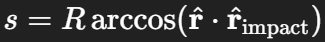 s = R arccos(r̂ · r̂_impact)